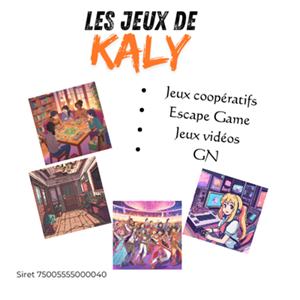 LES JEUX DE
KALY
• Jeux coopératifs
• Escape Game
• Jeux vidéos
• GN
Siret 75005555000040